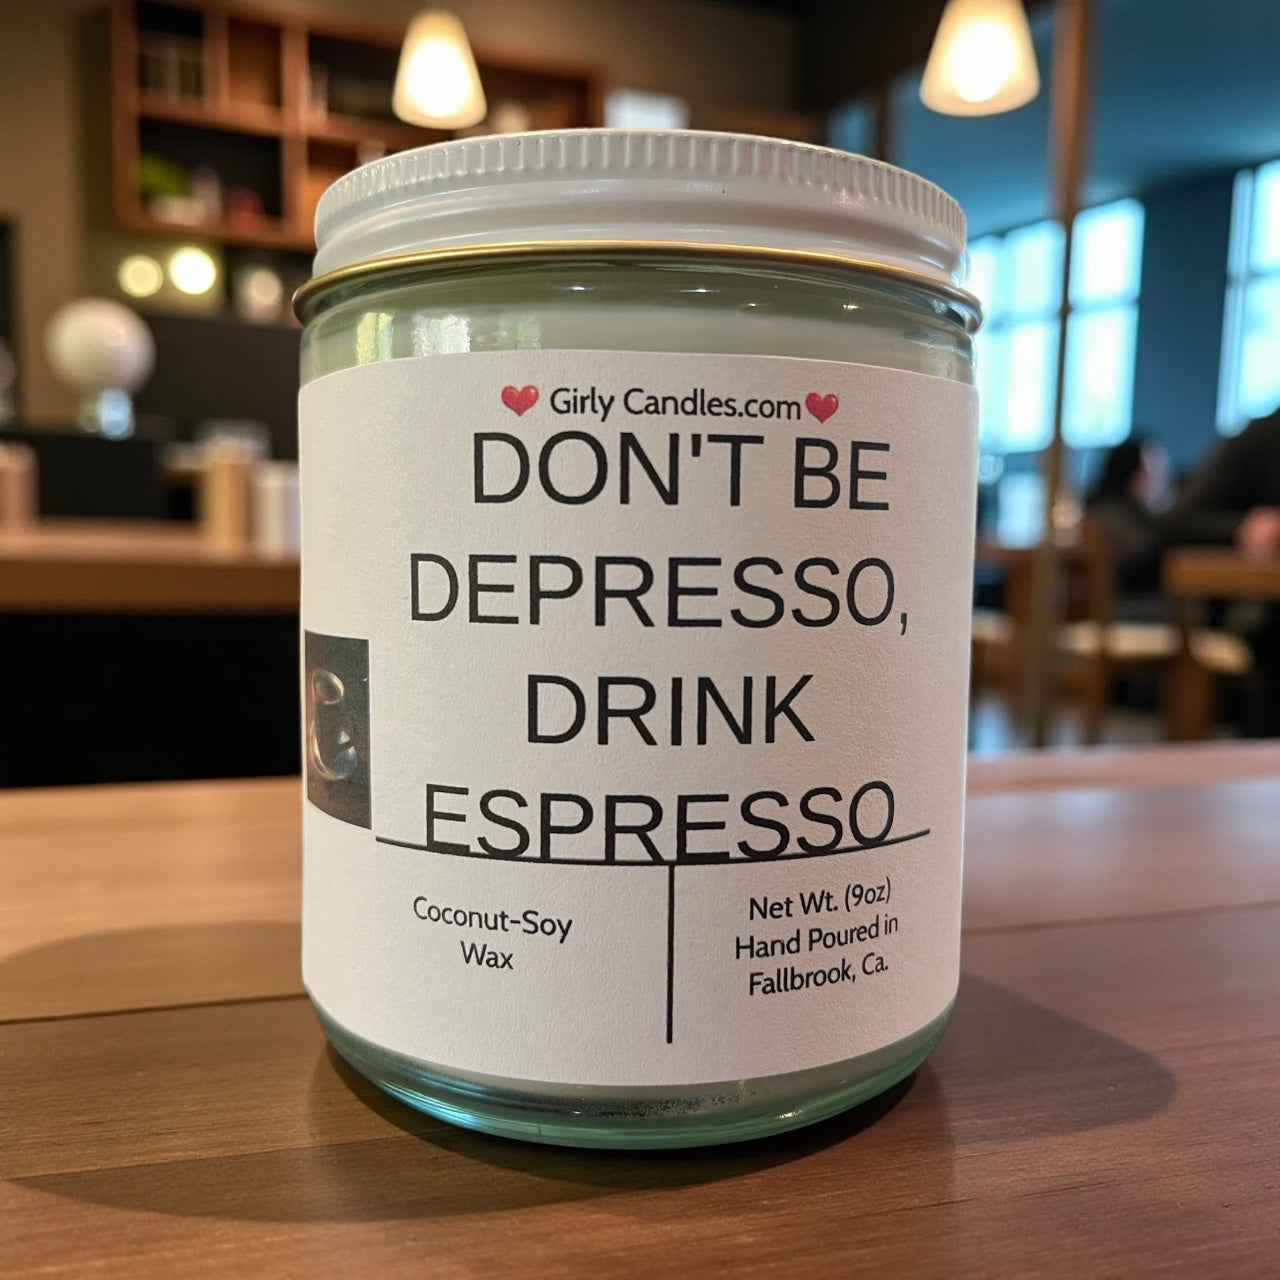 Girly Candles.com
DON'T BE
DEPRESSO,
DRINK
ESPRESSO
Coconut-Soy
Wax
Net Wt. (9oz)
Hand Poured in
Fallbrook, Ca.